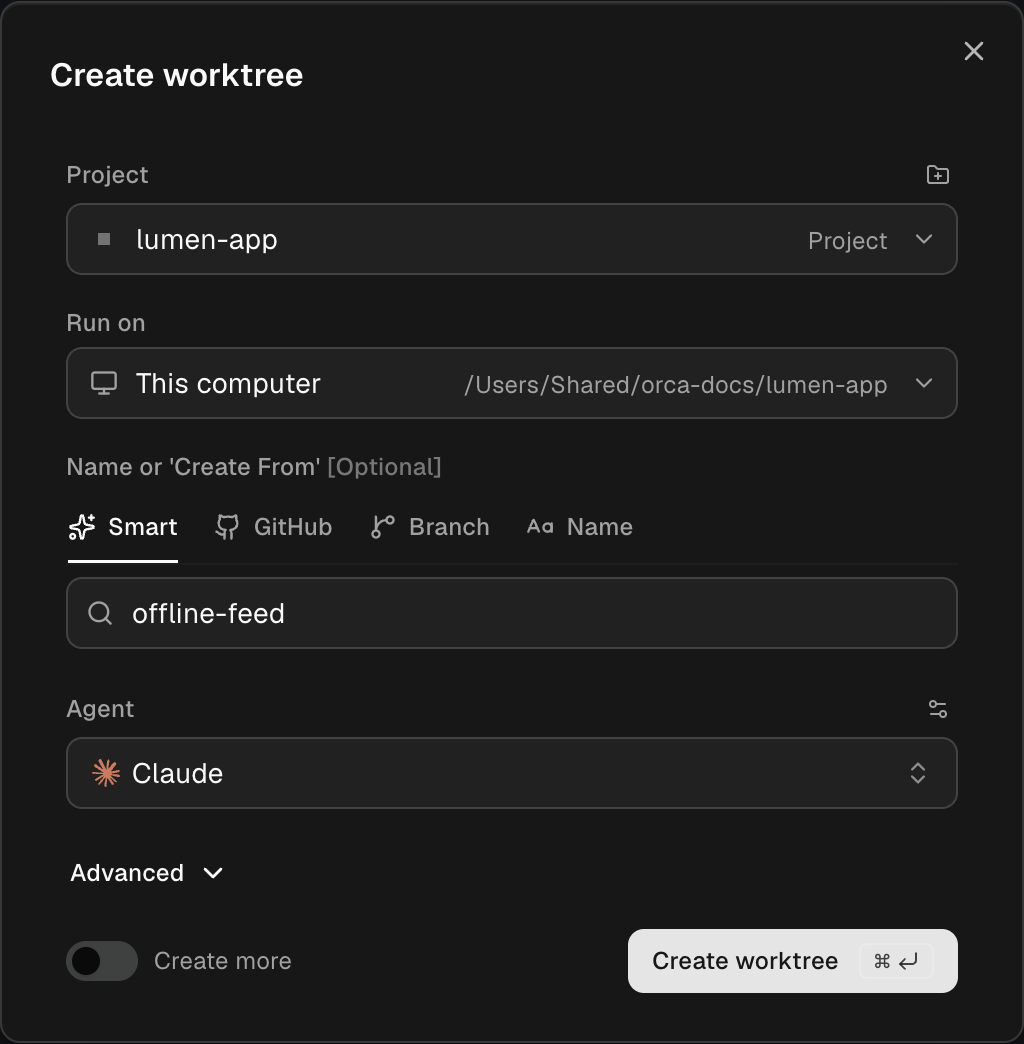 Create worktree
Project
lumen-app Project
Run on
This computer /Users/Shared/orca-docs/lumen-app
Name or 'Create From' [Optional]
Smart GitHub Branch Aa Name
offline-feed
Agent
Claude
Advanced
Create more Create worktree ⌘ ↵